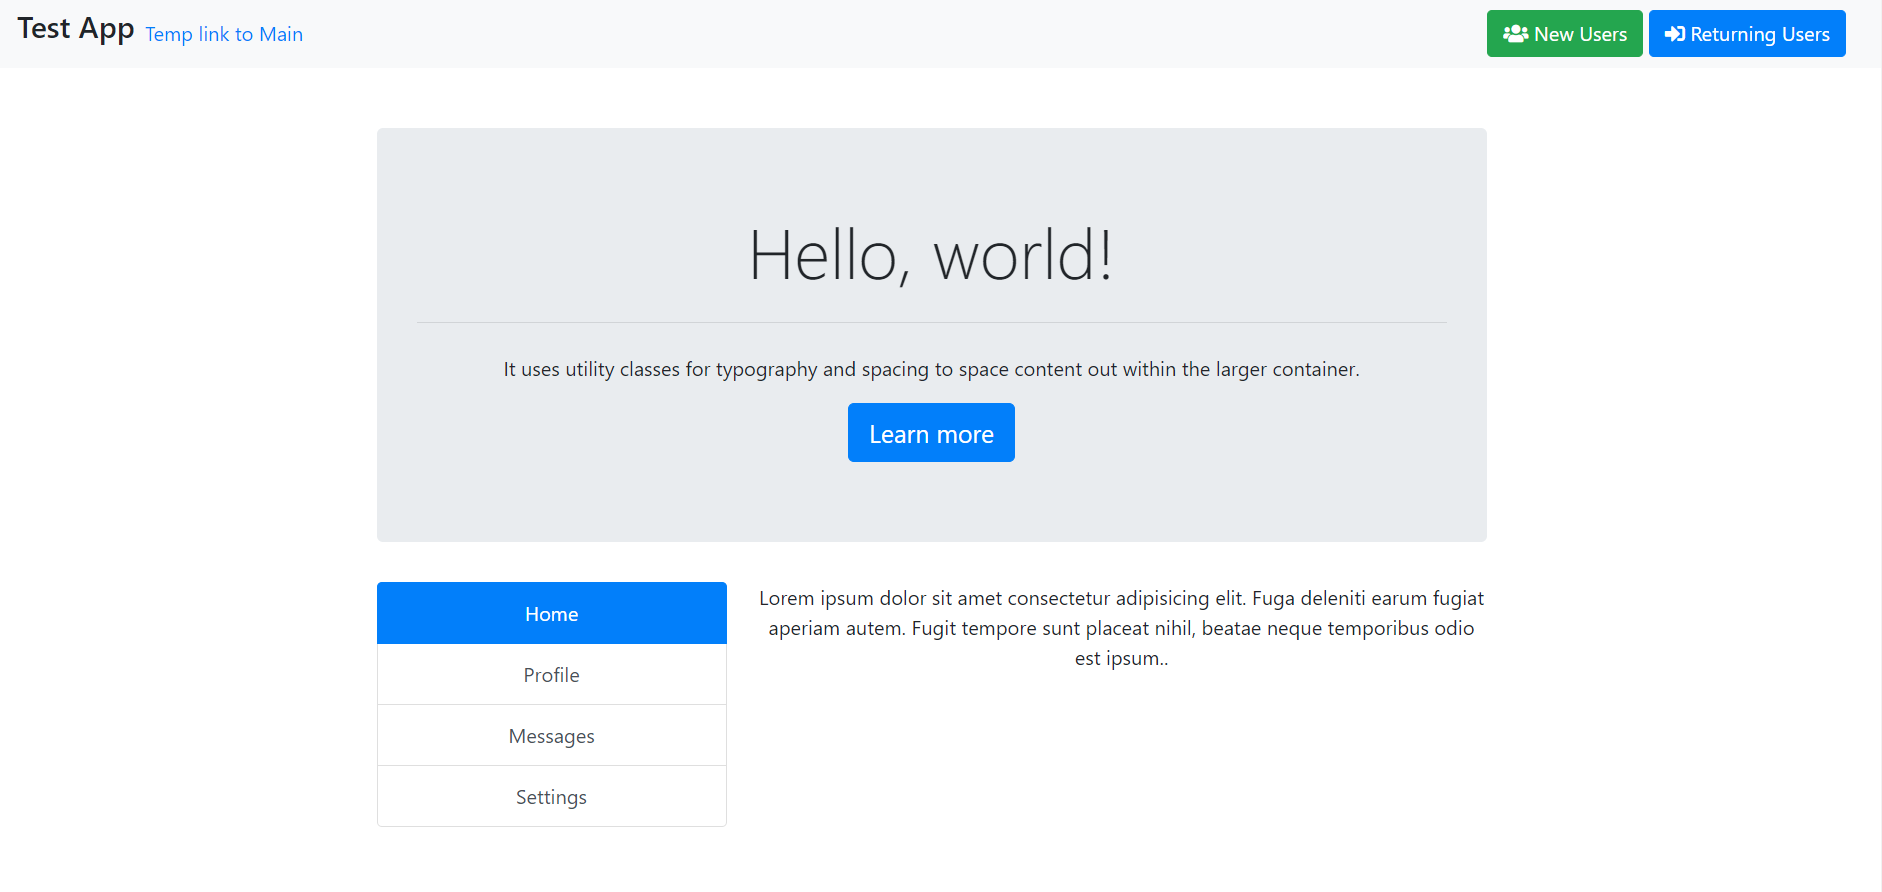 Test App Temp link to Main
New Users Returning Users
Hello, world!
It uses utility classes for typography and spacing to space content out within the larger container.
Learn more
Home
Profile
Messages
Settings
Lorem ipsum dolor sit amet consectetur adipisicing elit. Fuga deleniti earum fugiat
aperiam autem. Fugit tempore sunt placeat nihil, beatae neque temporibus odio
est ipsum..